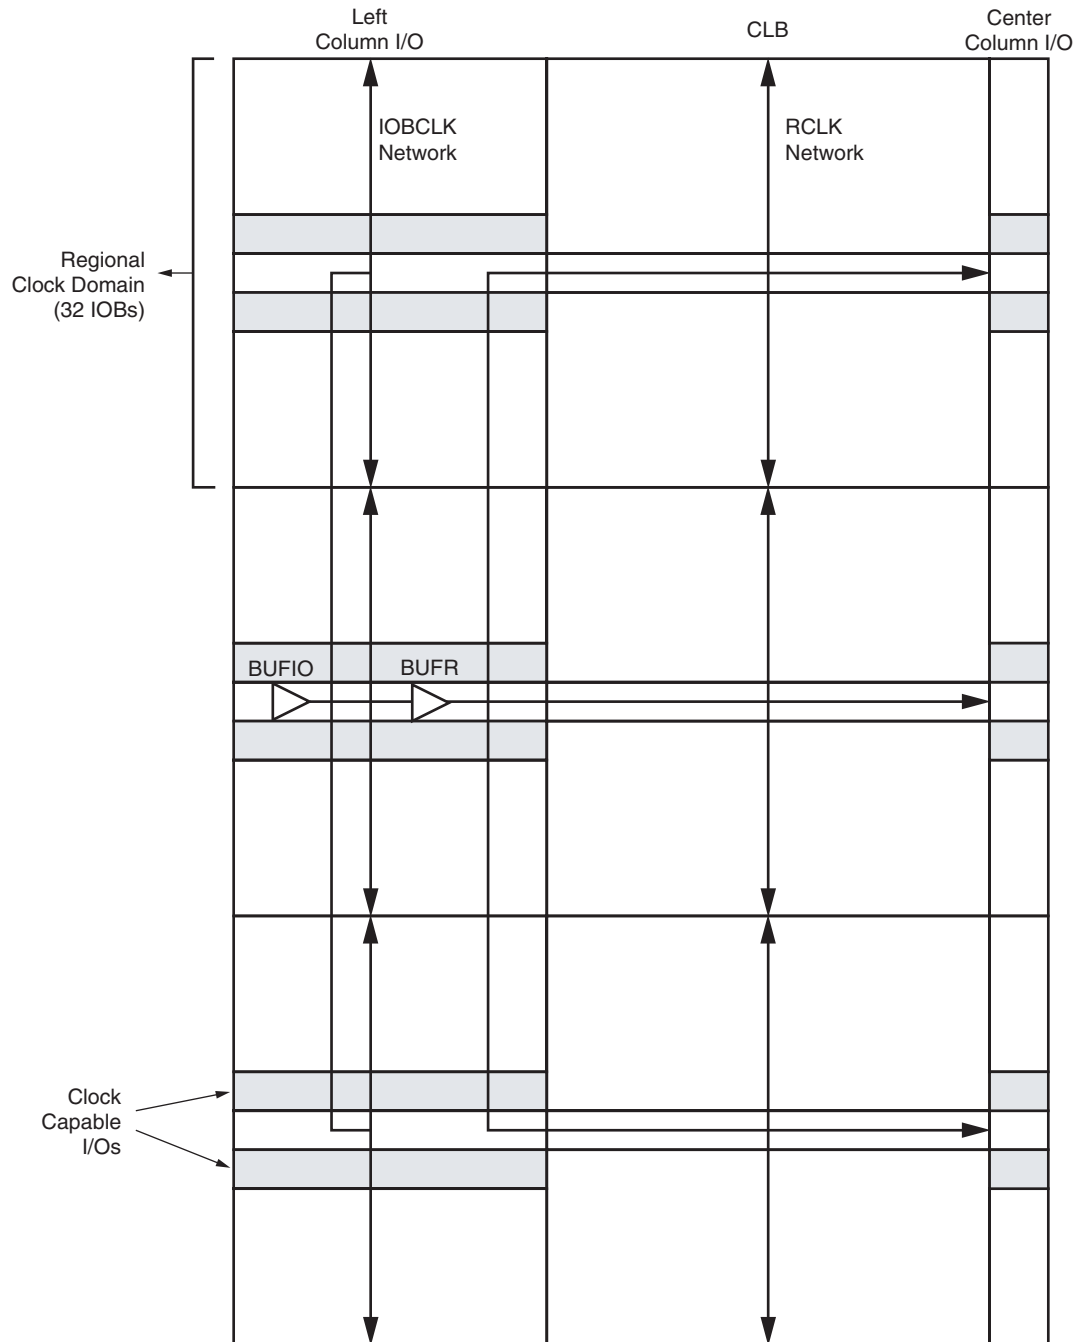 Left
Column I/O
CLB
Center
Column I/O
IOBCLK
Network
RCLK
Network
Regional
Clock Domain
(32 IOBs)
BUFIO
BUFR
Clock
Capable
I/Os